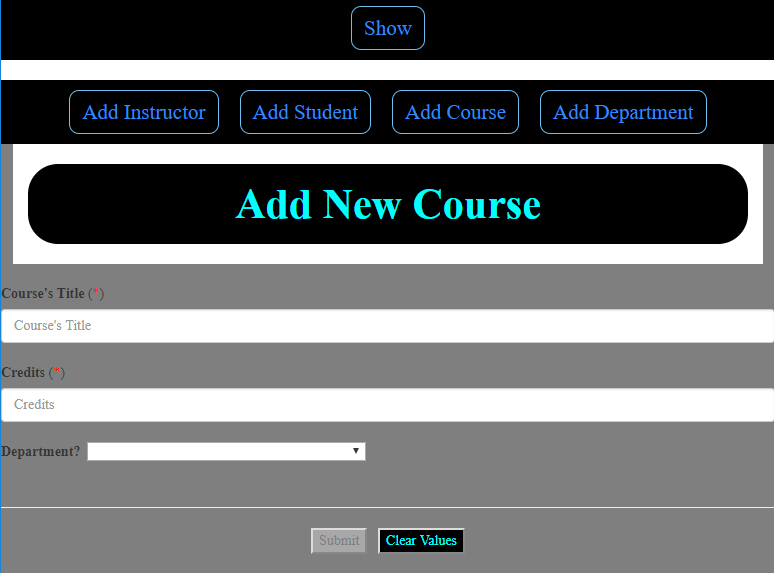 Show
Add Instructor Add Student Add Course Add Department
Add New Course
Course's Title (*)
Course's Title
Credits (*)
Credits
Department?
Submit Clear Values